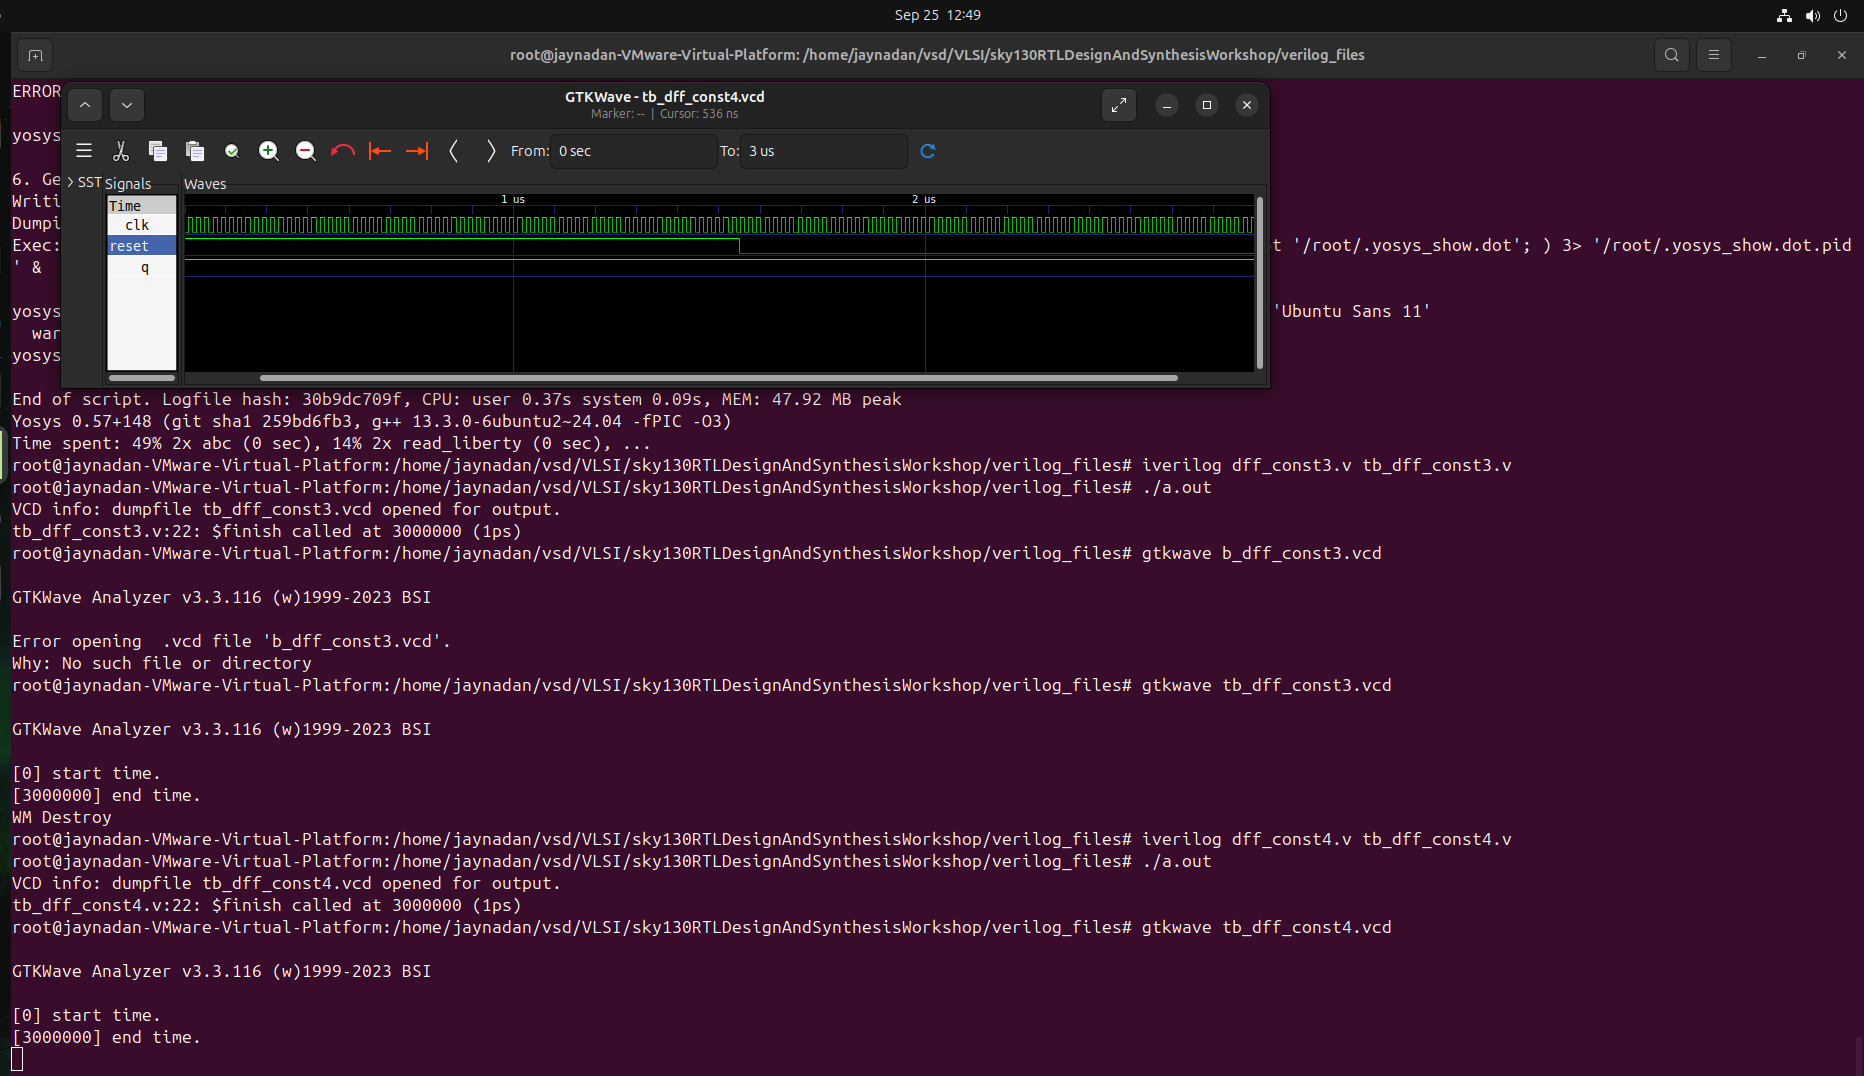 Sep 25 12:49
root@jaynadan-VMware-Virtual-Platform: /home/jaynadan/vsd/VLSI/sky130RTLDesignAndSynthesisWorkshop/verilog_files
ERROR
GTKWave - tb_dff_const4.vcd
Marker: -- | Cursor: 536 ns
yosys
From: 0 sec To: 3 us
6. Ge
SST Signals Waves
Writi
Time 1 us 2 us
Dumpi
clk
Exec: reset t '/root/.yosys_show.dot'; ) 3> '/root/.yosys_show.dot.pid
' & q
yosys 'Ubuntu Sans 11'
war
yosys
End of script. Logfile hash: 30b9dc709f, CPU: user 0.37s system 0.09s, MEM: 47.92 MB peak
Yosys 0.57+148 (git sha1 259bd6fb3, g++ 13.3.0-6ubuntu2~24.04 -fPIC -O3)
Time spent: 49% 2x abc (0 sec), 14% 2x read_liberty (0 sec), ...
root@jaynadan-VMware-Virtual-Platform:/home/jaynadan/vsd/VLSI/sky130RTLDesignAndSynthesisWorkshop/verilog_files# iverilog dff_const3.v tb_dff_const3.v
root@jaynadan-VMware-Virtual-Platform:/home/jaynadan/vsd/VLSI/sky130RTLDesignAndSynthesisWorkshop/verilog_files# ./a.out
VCD info: dumpfile tb_dff_const3.vcd opened for output.
tb_dff_const3.v:22: $finish called at 3000000 (1ps)
root@jaynadan-VMware-Virtual-Platform:/home/jaynadan/vsd/VLSI/sky130RTLDesignAndSynthesisWorkshop/verilog_files# gtkwave b_dff_const3.vcd
GTKWave Analyzer v3.3.116 (w)1999-2023 BSI
Error opening  .vcd file 'b_dff_const3.vcd'.
Why: No such file or directory
root@jaynadan-VMware-Virtual-Platform:/home/jaynadan/vsd/VLSI/sky130RTLDesignAndSynthesisWorkshop/verilog_files# gtkwave tb_dff_const3.vcd
GTKWave Analyzer v3.3.116 (w)1999-2023 BSI
[0] start time.
[3000000] end time.
WM Destroy
root@jaynadan-VMware-Virtual-Platform:/home/jaynadan/vsd/VLSI/sky130RTLDesignAndSynthesisWorkshop/verilog_files# iverilog dff_const4.v tb_dff_const4.v
root@jaynadan-VMware-Virtual-Platform:/home/jaynadan/vsd/VLSI/sky130RTLDesignAndSynthesisWorkshop/verilog_files# ./a.out
VCD info: dumpfile tb_dff_const4.vcd opened for output.
tb_dff_const4.v:22: $finish called at 3000000 (1ps)
root@jaynadan-VMware-Virtual-Platform:/home/jaynadan/vsd/VLSI/sky130RTLDesignAndSynthesisWorkshop/verilog_files# gtkwave tb_dff_const4.vcd
GTKWave Analyzer v3.3.116 (w)1999-2023 BSI
[0] start time.
[3000000] end time.